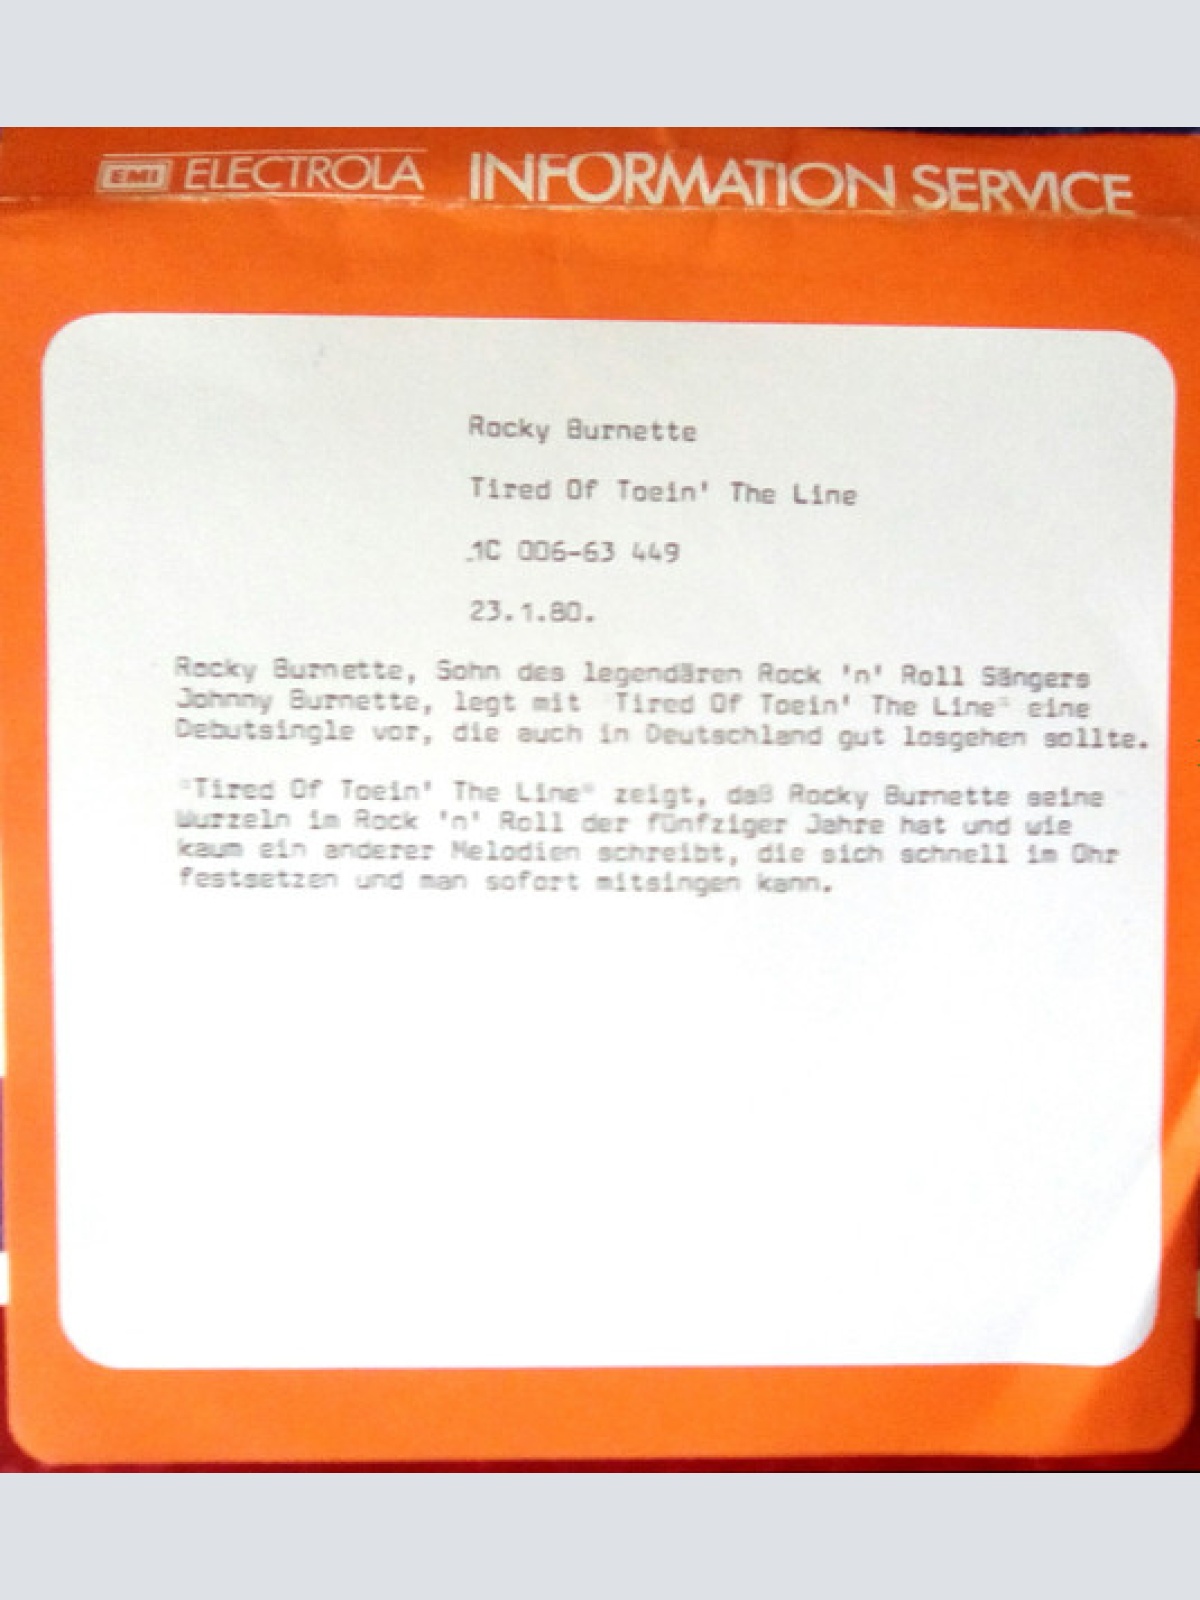 EMI ELECTROLA INFORMATION SERVICE
Rocky Burnette
Tired Of Toein' The Line
1C 006-63 449
23.1.80.
Rocky Burnette, Sohn des legendären Rock 'n' Roll Sängers
Johnny Burnette, legt mit "Tired Of Toein' The Line" eine
Debutsingle vor, die auch in Deutschland gut losgehen sollte.
"Tired Of Toein' The Line" zeigt, daß Rocky Burnette seine
Wurzeln im Rock 'n' Roll der fünfziger Jahre hat und wie
kaum ein anderer Melodien schreibt, die sich schnell im Ohr
festsetzen und man sofort mitsingen kann.